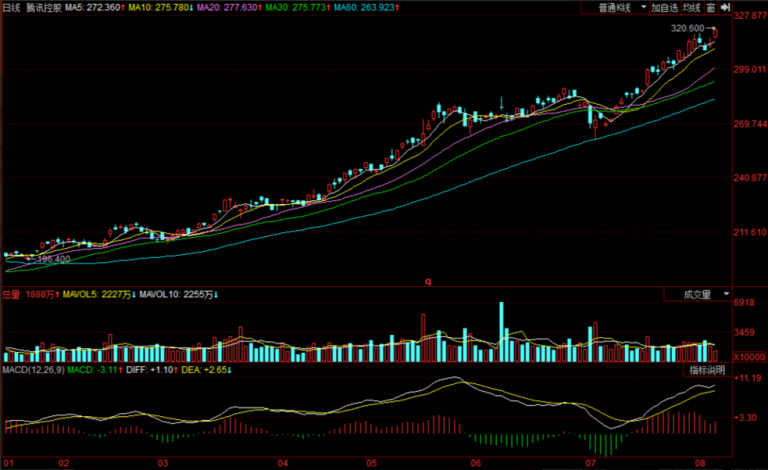 日线 腾讯控股 MA5: 272.360↑ MA10: 275.780↓ MA20: 277.630↑ MA30: 275.773↑ MA60: 263.923↑ 普通K线 加自选 均线 窗
327.877
320.600
299.011
269.744
240.877
211.610
196.400
q
总量 1888万↑ MAVOL5: 2227万↓ MAVOL10: 2255万↓ 成交量
6918
3459
X10000
MACD(12,26,9) MACD: -3.11↑ DIFF: +1.10↑ DEA: +2.65↓ 指标说明
+11.19
+3.30
01 02 03 04 05 06 07 08